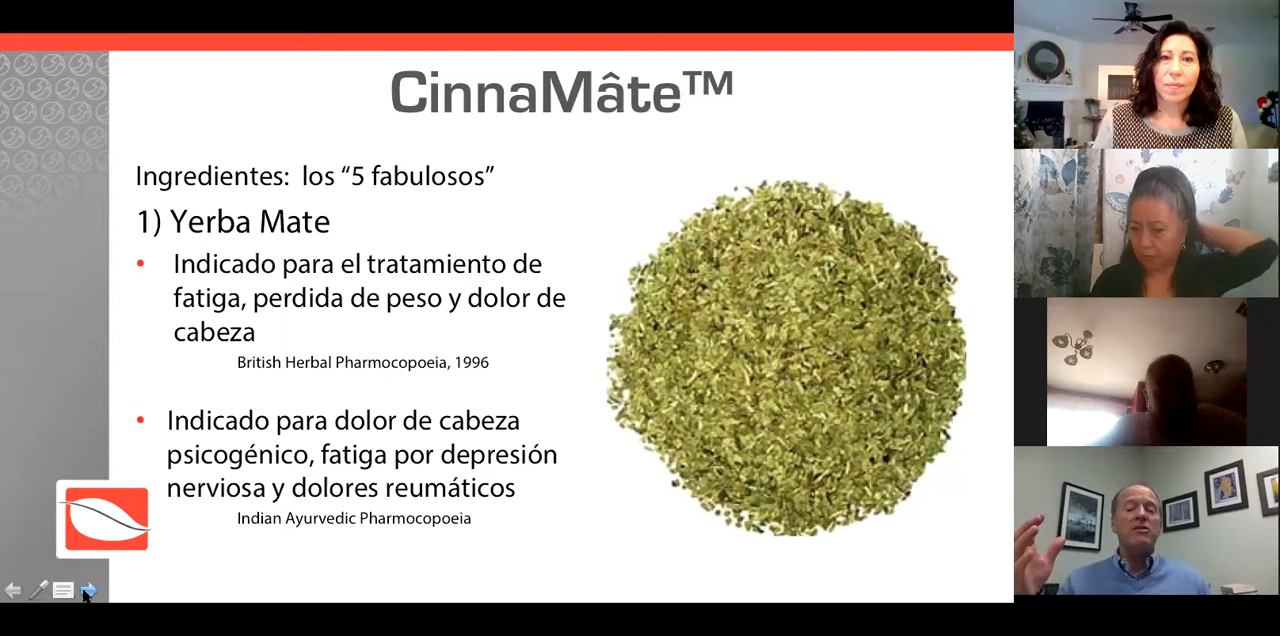 CinnaMâte™
Ingredientes: los “5 fabulosos”
1) Yerba Mate
• Indicado para el tratamiento de
fatiga, perdida de peso y dolor de
cabeza
British Herbal Pharmocopoeia, 1996
• Indicado para dolor de cabeza
psicogénico, fatiga por depresión
nerviosa y dolores reumáticos
Indian Ayurvedic Pharmocopoeia